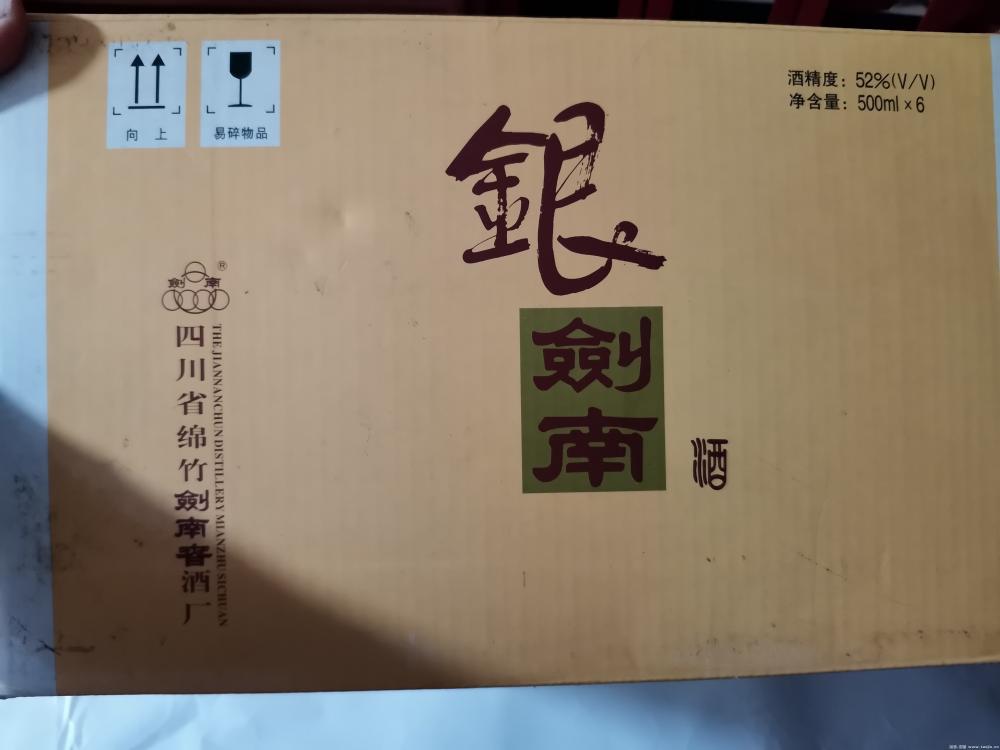 向 上
易碎物品
酒精度：52%(V/V)
净含量：500ml×6
銀
劍南
酒
劍南®
四川省绵竹劍南春酒厂
THE JIANNANCHUN DISTILLERY MIANZHU SICHUAN